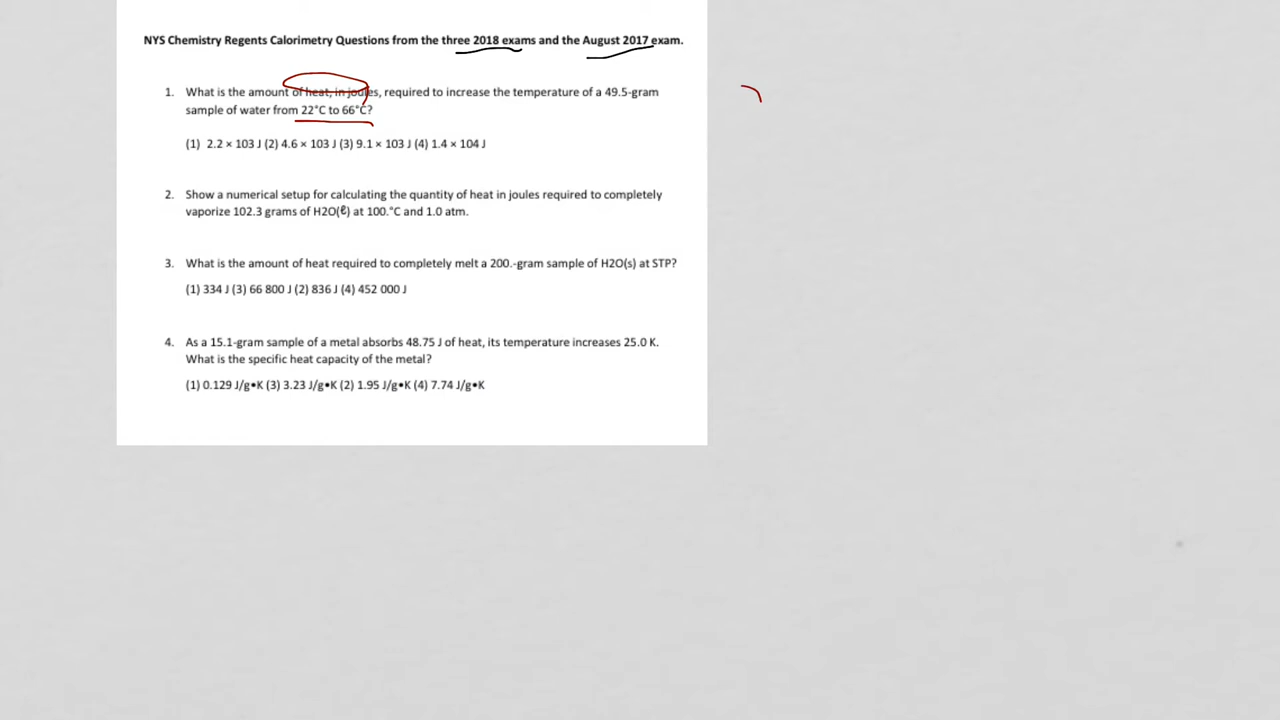 NYS Chemistry Regents Calorimetry Questions from the three 2018 exams and the August 2017 exam.
1. What is the amount of heat, in joules, required to increase the temperature of a 49.5-gram
sample of water from 22°C to 66°C?
(1) 2.2 × 103 J (2) 4.6 × 103 J (3) 9.1 × 103 J (4) 1.4 × 104 J
2. Show a numerical setup for calculating the quantity of heat in joules required to completely
vaporize 102.3 grams of H2O(ℓ) at 100.°C and 1.0 atm.
3. What is the amount of heat required to completely melt a 200.-gram sample of H2O(s) at STP?
(1) 334 J (3) 66 800 J (2) 836 J (4) 452 000 J
4. As a 15.1-gram sample of a metal absorbs 48.75 J of heat, its temperature increases 25.0 K.
What is the specific heat capacity of the metal?
(1) 0.129 J/g•K (3) 3.23 J/g•K (2) 1.95 J/g•K (4) 7.74 J/g•K